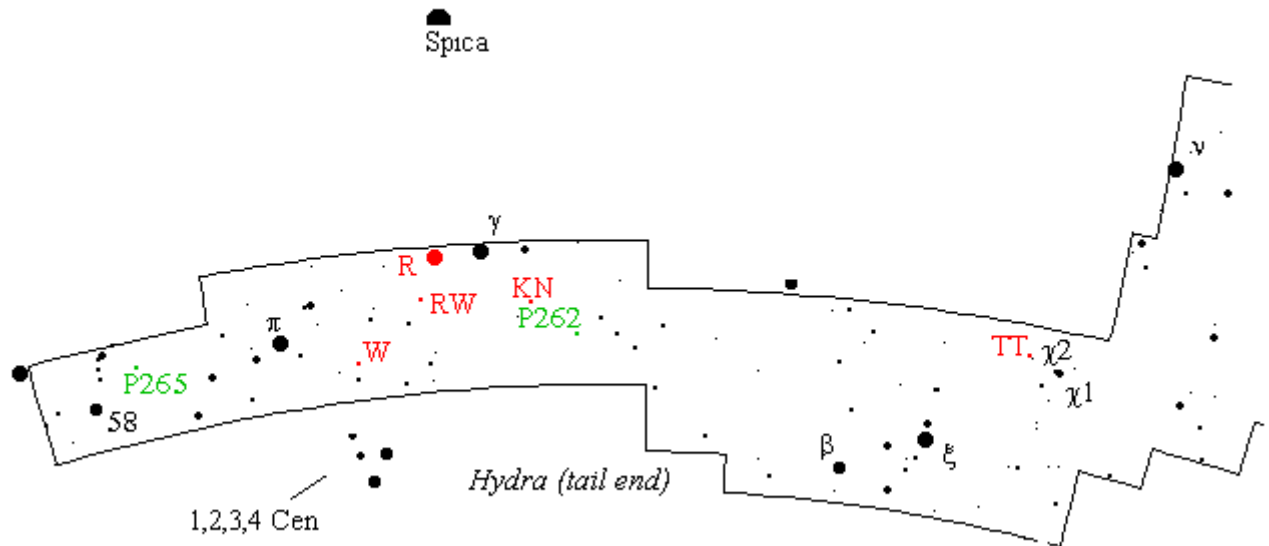 Spica
ν
γ
R
KN
RW
P262
π
W
TT
χ2
P265
χ1
58
β
ξ
Hydra (tail end)
1,2,3,4 Cen